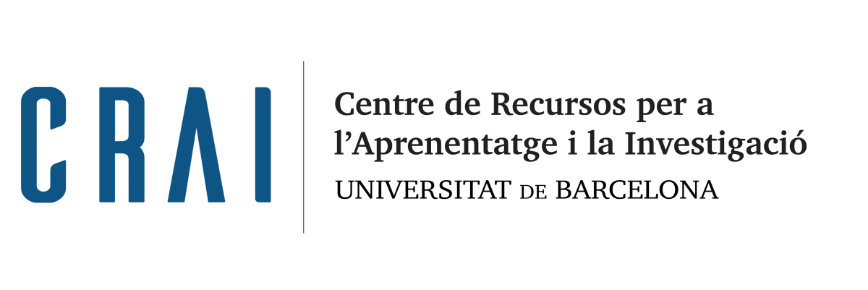 CRAI
Centre de Recursos per a
l’Aprenentatge i la Investigació
UNIVERSITAT DE BARCELONA